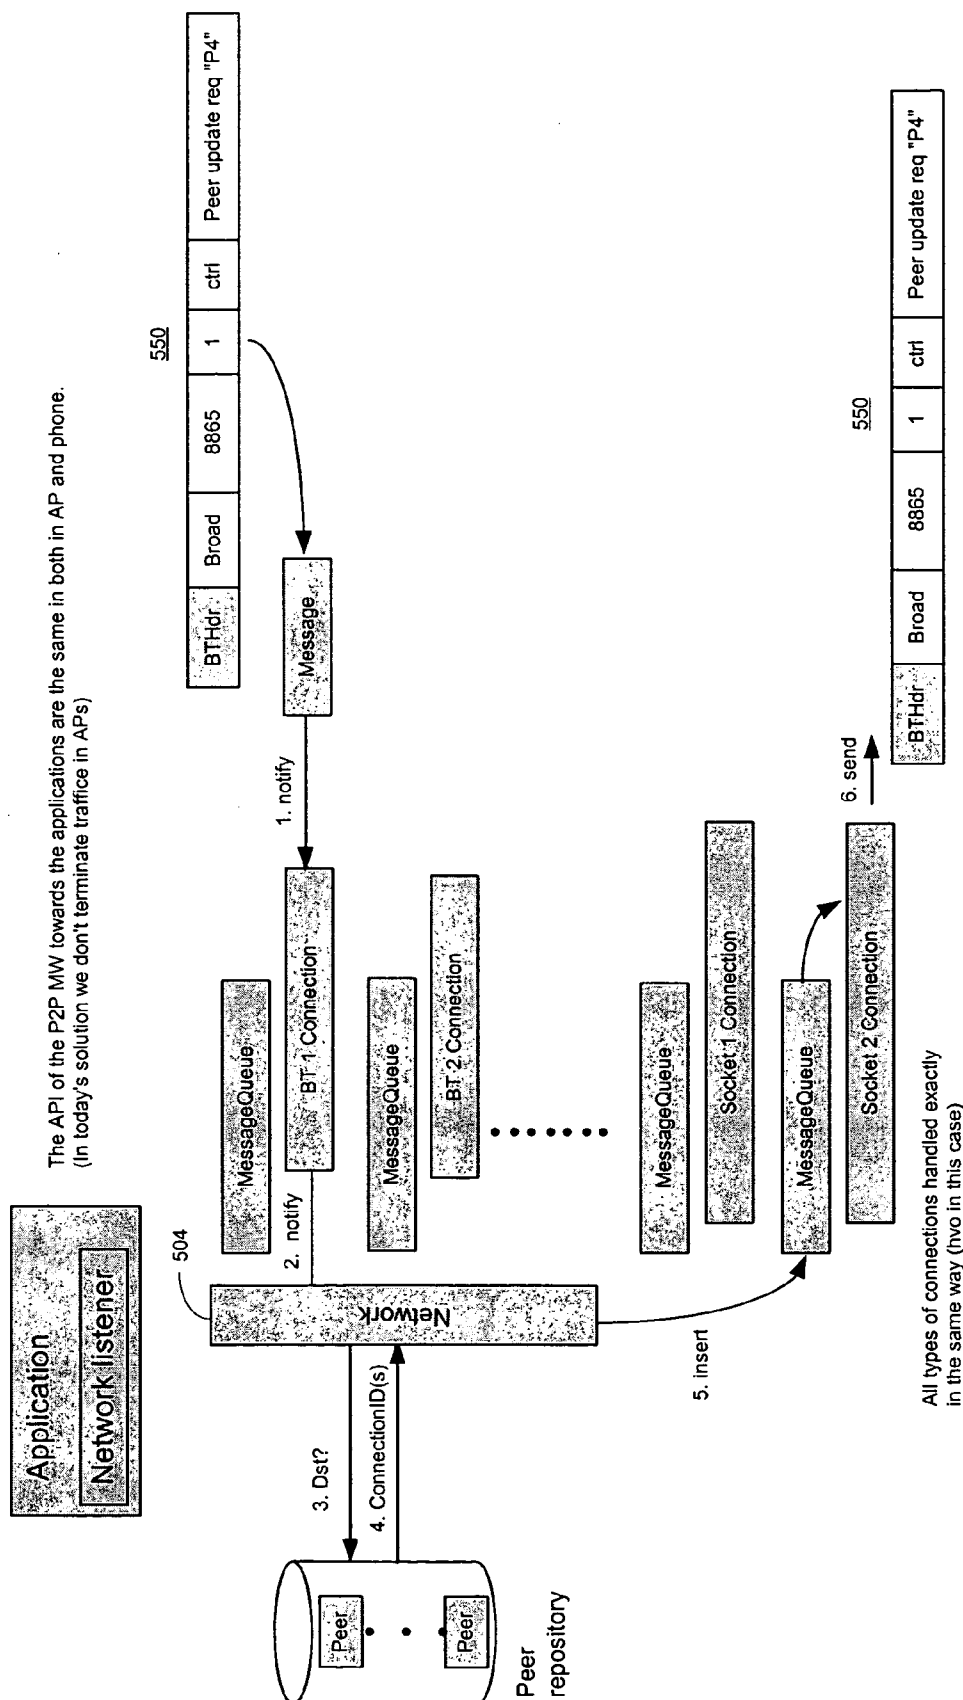 Application
Network listener
The API of the P2P MW towards the applications are the same in both in AP and phone.
(In today's solution we don't terminate traffice in APs)
550
BTHdr
Broad
8865
1
ctrl
Peer update req "P4"
Message
1. notify
MessageQueue
BT 1 Connection
2. notify
504
Network
3. Dst?
4. ConnectionID(s)
Peer
Peer
Peer
repository
MessageQueue
BT 2 Connection
MessageQueue
Socket 1 Connection
5. insert
MessageQueue
Socket 2 Connection
6. send
550
BTHdr
Broad
8865
1
ctrl
Peer update req "P4"
All types of connections handled exactly
in the same way (hvo in this case)